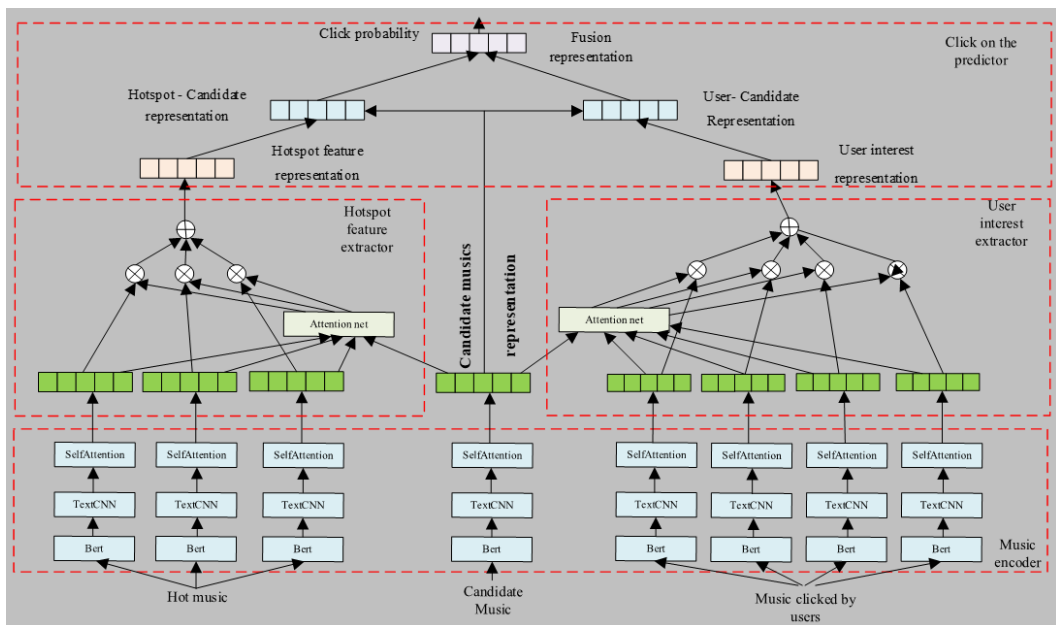 Click probability
Fusion
representation
Click on the
predictor
Hotspot - Candidate
representation
User- Candidate
Representation
Hotspot feature
representation
User interest
representation
Hotspot
feature
extractor
User
interest
extractor
Candidate musics
representation
Attention net
Attention net
SelfAttention
SelfAttention
SelfAttention
SelfAttention
SelfAttention
SelfAttention
SelfAttention
SelfAttention
TextCNN
TextCNN
TextCNN
TextCNN
TextCNN
TextCNN
TextCNN
TextCNN
Bert
Bert
Bert
Bert
Bert
Bert
Bert
Bert
Music
encoder
Hot music
Candidate
Music
Music clicked by
users